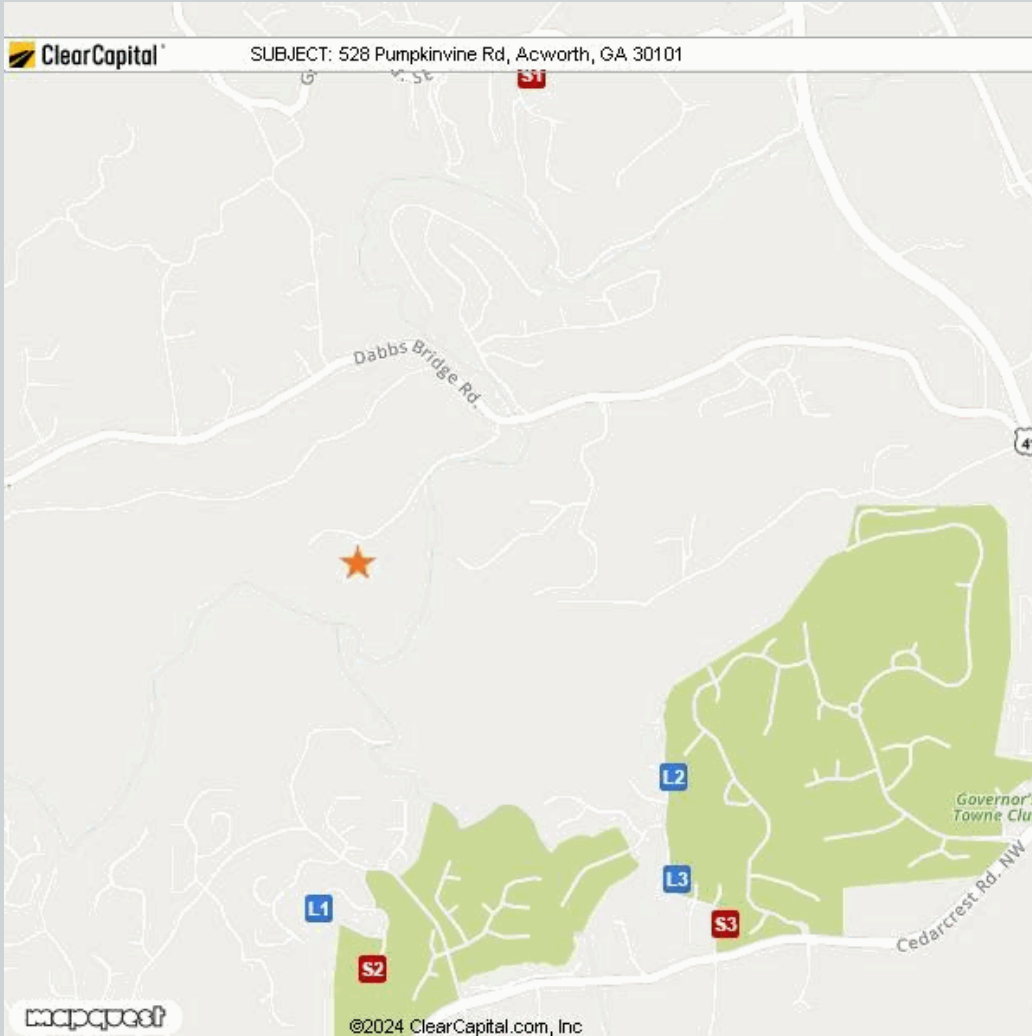 ClearCapital SUBJECT: 528 Pumpkinvine Rd, Acworth, GA 30101
S1
Dabbs Bridge Rd.
L2
Governor's
Towne Clu
L3
L1
S3
Cedarcrest Rd. NW
S2
mapquest
©2024 ClearCapital.com, Inc